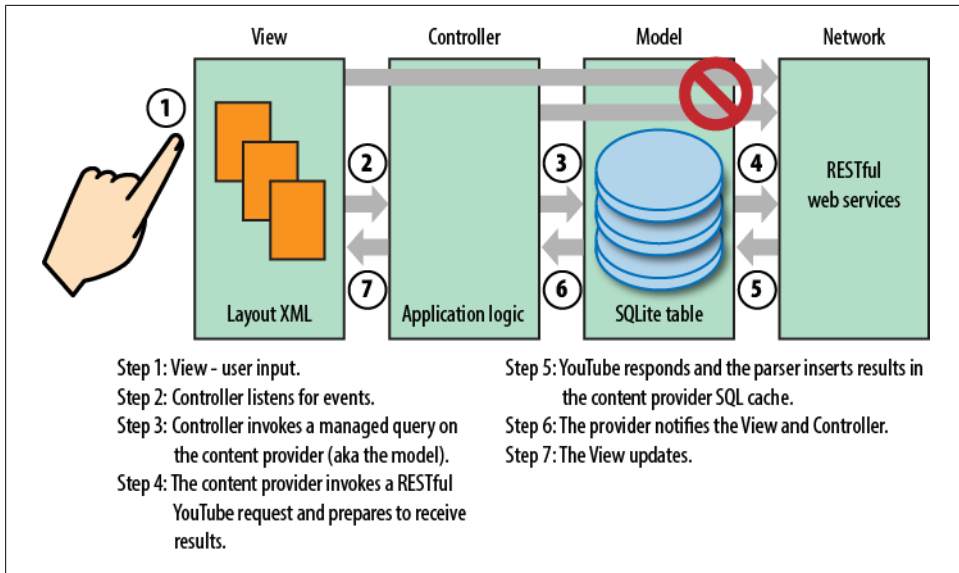 View
Controller
Model
Network
1
2
3
4
RESTful
web services
7
6
5
Layout XML
Application logic
SQLite table
Step 1: View - user input.
Step 2: Controller listens for events.
Step 3: Controller invokes a managed query on
the content provider (aka the model).
Step 4: The content provider invokes a RESTful
YouTube request and prepares to receive
results.
Step 5: YouTube responds and the parser inserts results in
the content provider SQL cache.
Step 6: The provider notifies the View and Controller.
Step 7: The View updates.